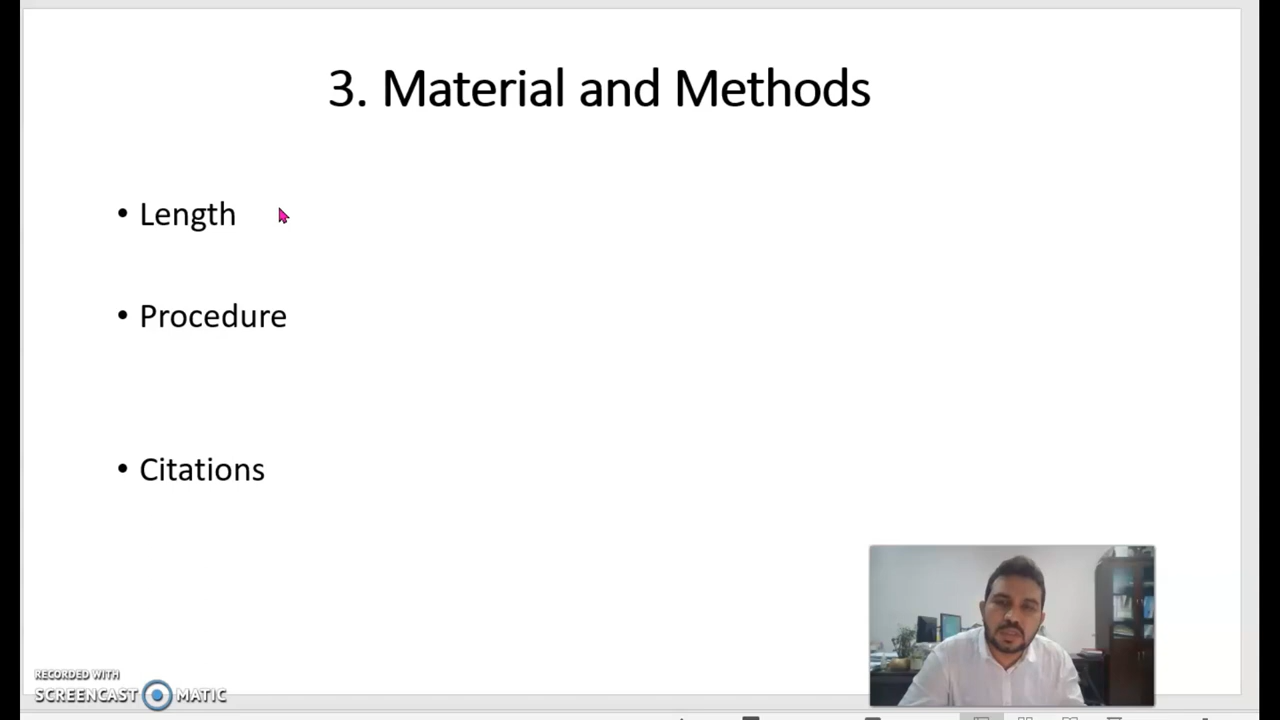 3. Material and Methods
• Length
• Procedure
• Citations
RECORDED WITH
SCREENCAST MATIC